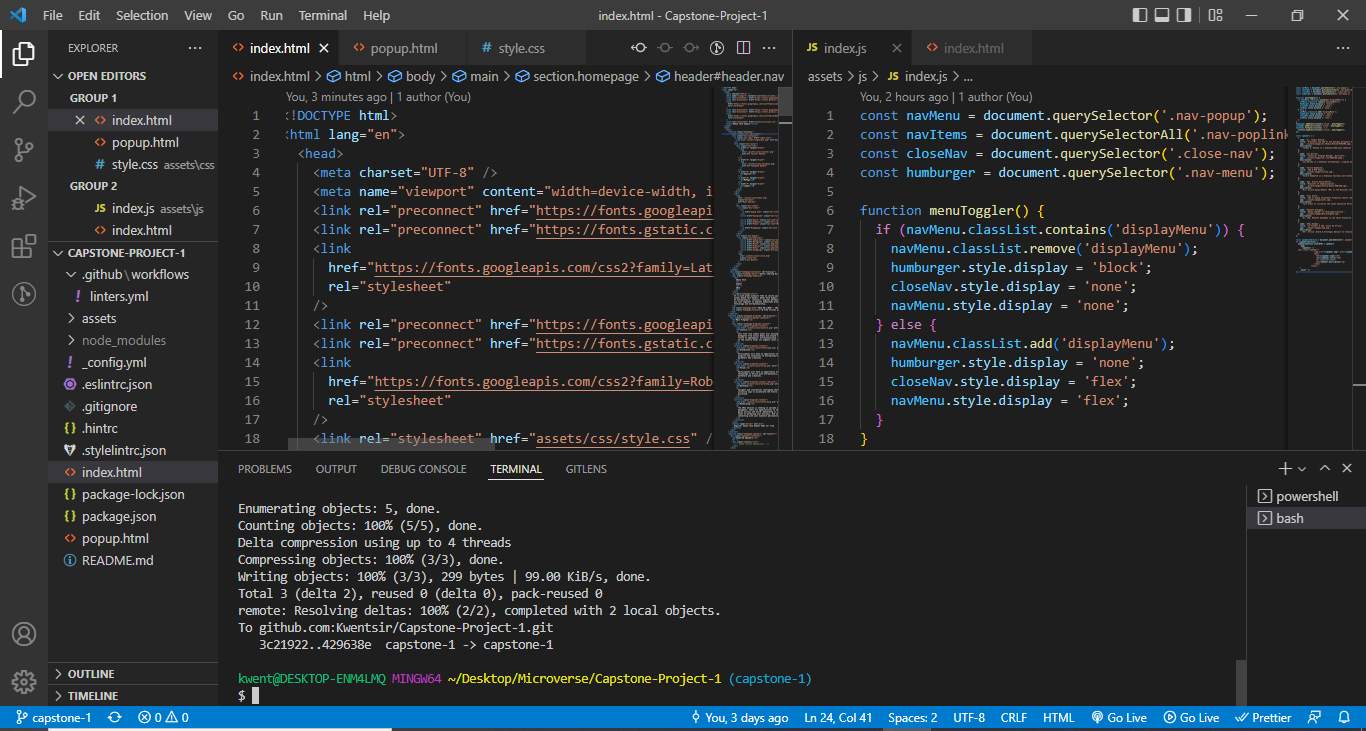 File Edit Selection View Go Run Terminal Help
index.html - Capstone-Project-1
EXPLORER
OPEN EDITORS
GROUP 1
index.html
popup.html
style.css assets\css
GROUP 2
index.js assets\js
index.html
CAPSTONE-PROJECT-1
.github\workflows
linters.yml
assets
node_modules
_config.yml
.eslintrc.json
.gitignore
.hintrc
.stylelintrc.json
index.html
package-lock.json
package.json
popup.html
README.md
OUTLINE
TIMELINE
index.html popup.html style.css
index.html > html > body > main > section.homepage > header#header.nav
You, 3 minutes ago | 1 author (You)
1 <!DOCTYPE html>
2 <html lang="en">
3 <head>
4 <meta charset="UTF-8" />
5 <meta name="viewport" content="width=device-width, i
6 <link rel="preconnect" href="https://fonts.googleapi
7 <link rel="preconnect" href="https://fonts.gstatic.c
8 <link
9 href="https://fonts.googleapis.com/css2?family=Lat
10 rel="stylesheet"
11 />
12 <link rel="preconnect" href="https://fonts.googleapi
13 <link rel="preconnect" href="https://fonts.gstatic.c
14 <link
15 href="https://fonts.googleapis.com/css2?family=Rob
16 rel="stylesheet"
17 />
18 <link rel="stylesheet" href="assets/css/style.css" /
JS index.js index.html
assets > js > JS index.js > ...
You, 2 hours ago | 1 author (You)
1 const navMenu = document.querySelector('.nav-popup');
2 const navItems = document.querySelectorAll('.nav-poplink
3 const closeNav = document.querySelector('.close-nav');
4 const humburger = document.querySelector('.nav-menu');
5
6 function menuToggler() {
7 if (navMenu.classList.contains('displayMenu')) {
8 navMenu.classList.remove('displayMenu');
9 humburger.style.display = 'block';
10 closeNav.style.display = 'none';
11 navMenu.style.display = 'none';
12 } else {
13 navMenu.classList.add('displayMenu');
14 humburger.style.display = 'none';
15 closeNav.style.display = 'flex';
16 navMenu.style.display = 'flex';
17 }
18 }
PROBLEMS OUTPUT DEBUG CONSOLE TERMINAL GITLENS
Enumerating objects: 5, done.
Counting objects: 100% (5/5), done.
Delta compression using up to 4 threads
Compressing objects: 100% (3/3), done.
Writing objects: 100% (3/3), 299 bytes | 99.00 KiB/s, done.
Total 3 (delta 2), reused 0 (delta 0), pack-reused 0
remote: Resolving deltas: 100% (2/2), completed with 2 local objects.
To github.com:Kwentsir/Capstone-Project-1.git
3c21922..429638e capstone-1 -> capstone-1
kwent@DESKTOP-ENM4LMQ MINGW64 ~/Desktop/Microverse/Capstone-Project-1 (capstone-1)
$
powershell
bash
capstone-1 0 0 You, 3 days ago Ln 24, Col 41 Spaces: 2 UTF-8 CRLF HTML Go Live Go Live Prettier